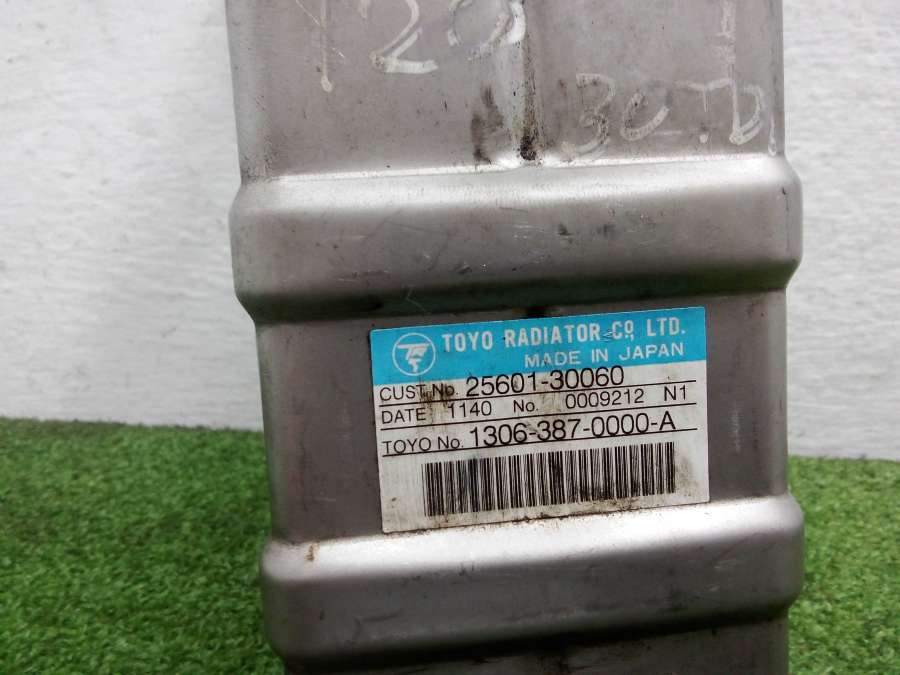 123
TOYO RADIATOR CO., LTD.
MADE IN JAPAN
CUST No. 25601-30060
DATE 1140 No. 0009212 N1
TOYO No. 1306-387-0000-A